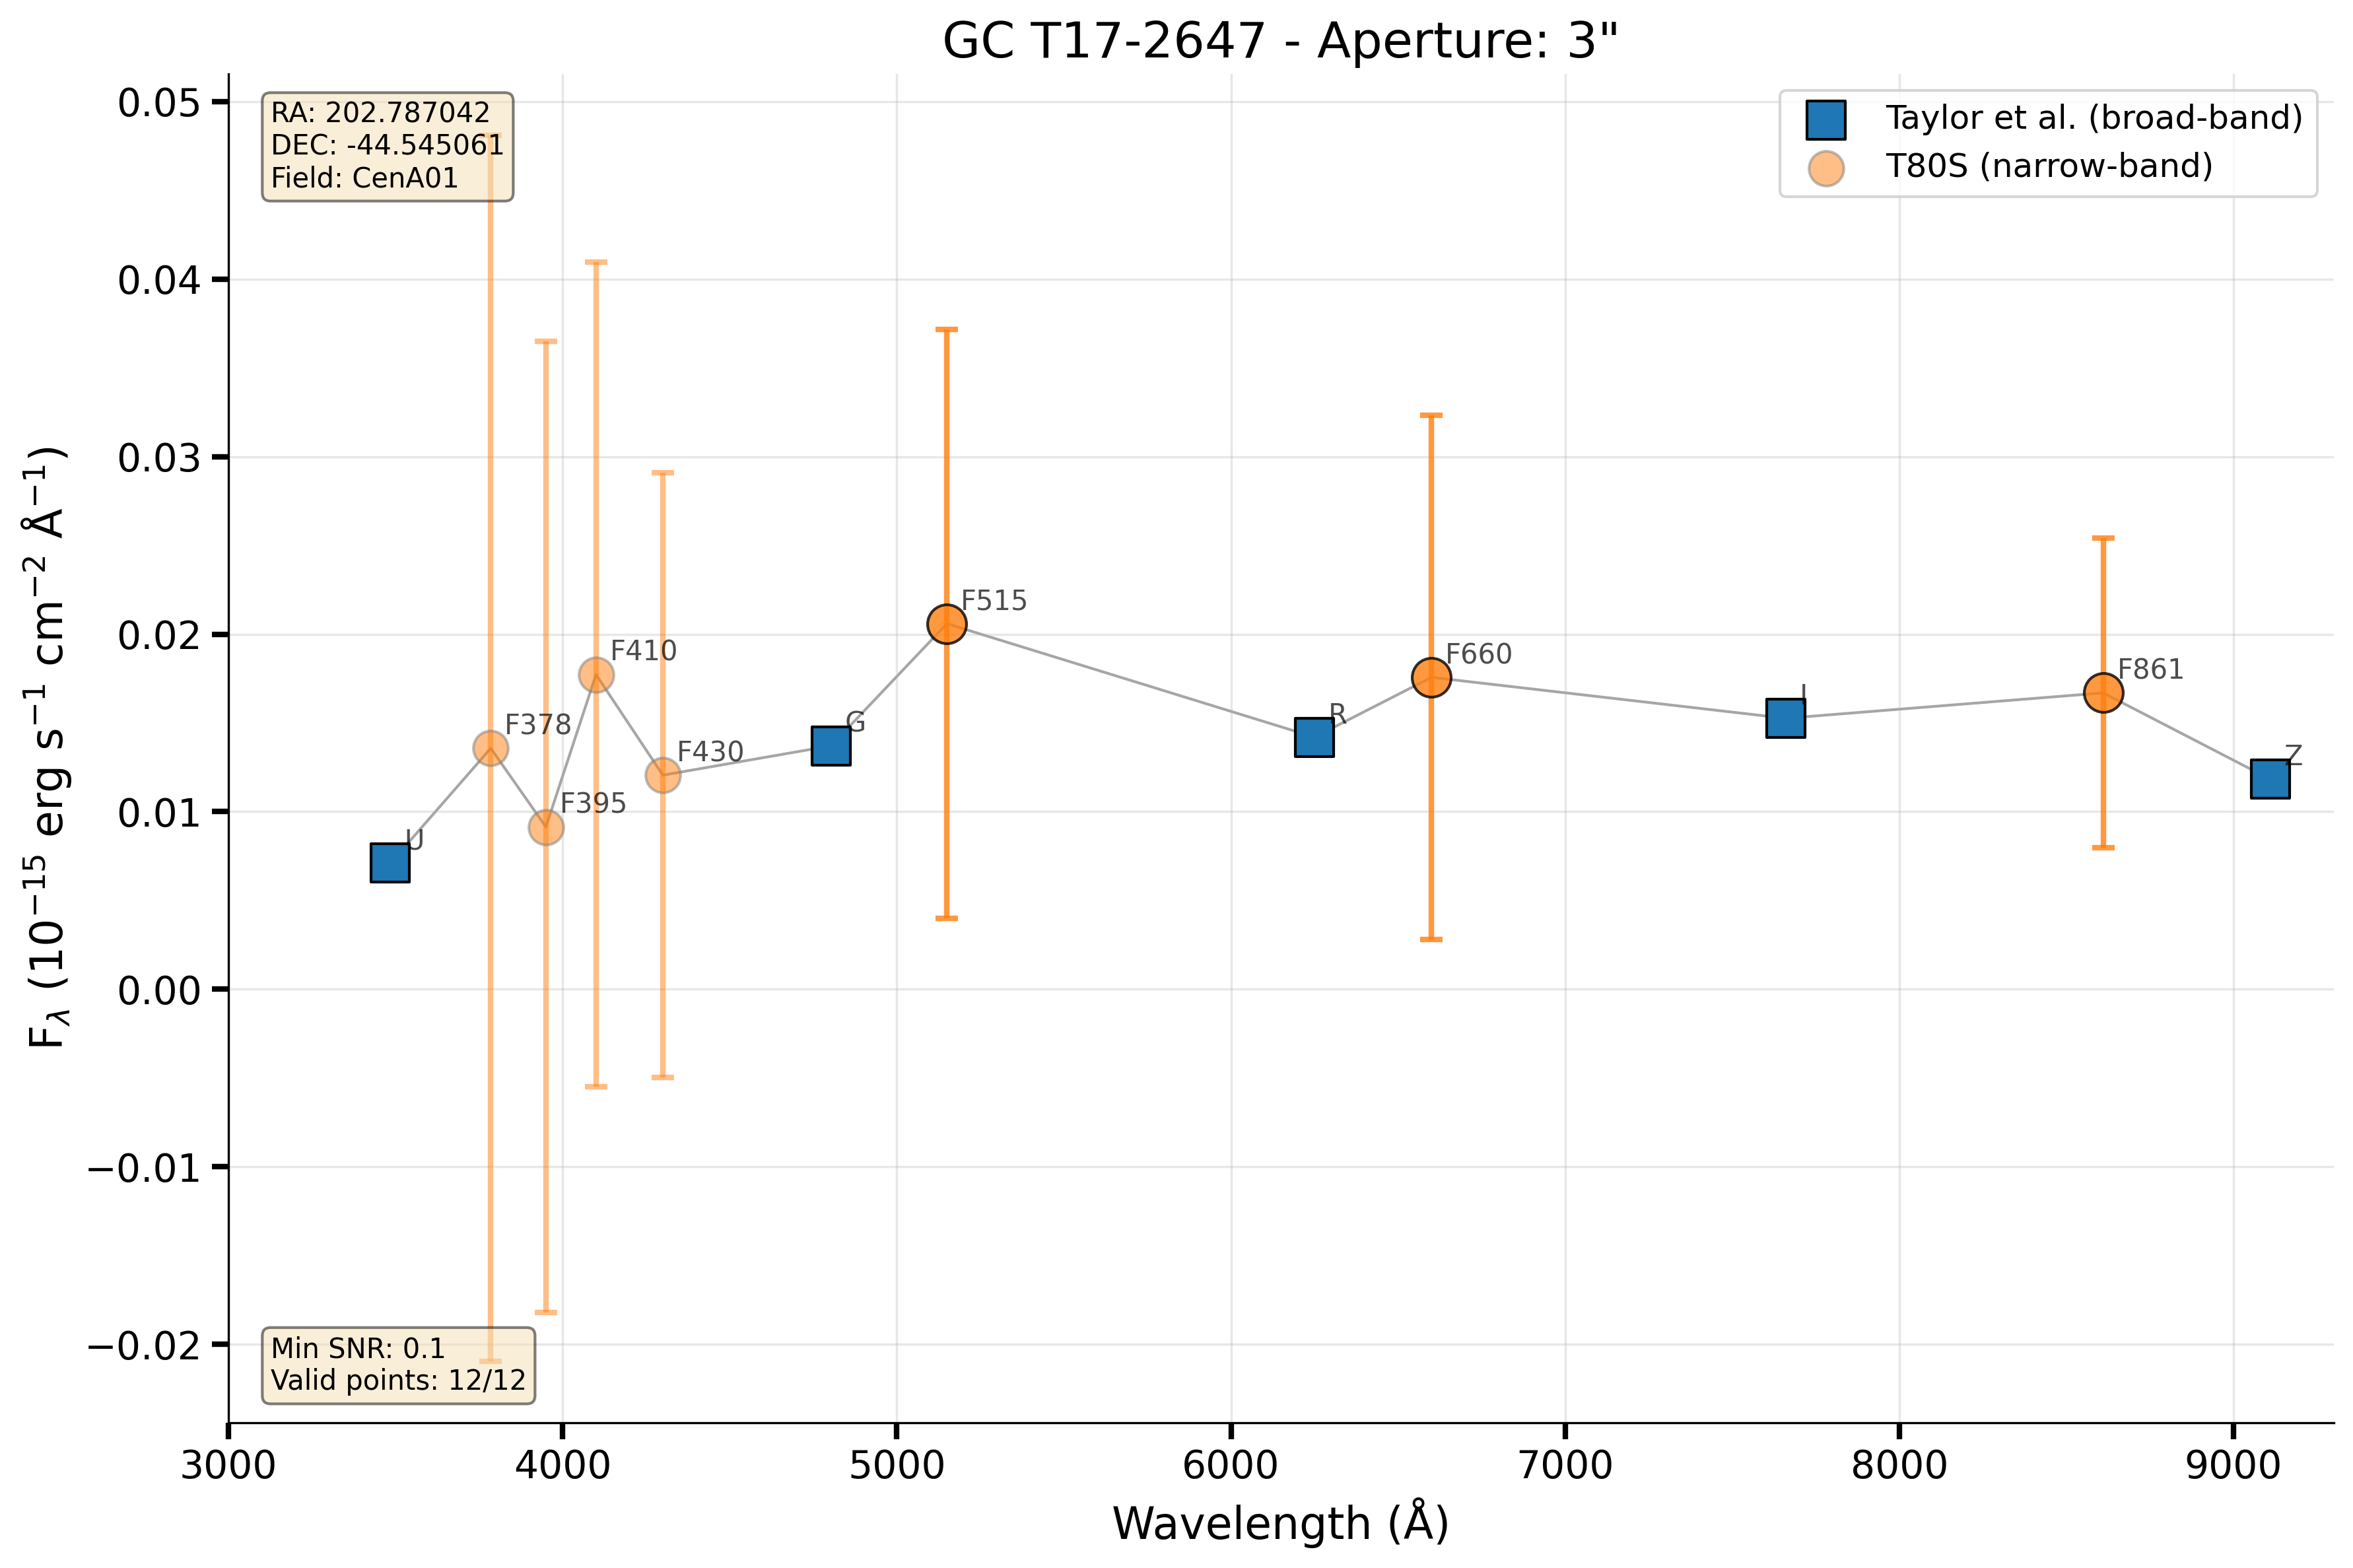 GC T17-2647 - Aperture: 3"
RA: 202.787042
DEC: -44.545061
Field: CenA01
Taylor et al. (broad-band)
T80S (narrow-band)
0.05
0.04
0.03
0.02
0.01
0.00
−0.01
−0.02
F_λ (10⁻¹⁵ erg s⁻¹ cm⁻² Å⁻¹)
U
F378
F395
F410
F430
G
F515
R
F660
I
F861
Z
Min SNR: 0.1
Valid points: 12/12
3000 4000 5000 6000 7000 8000 9000
Wavelength (Å)